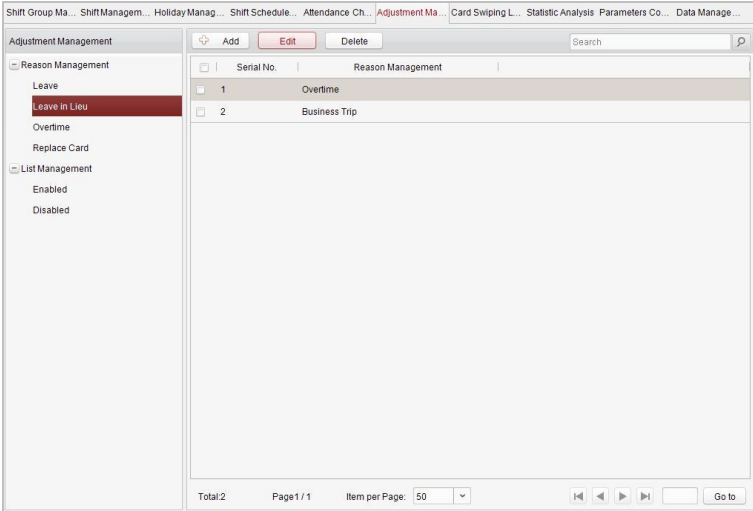 Shift Group Ma... Shift Managem... Holiday Manag... Shift Schedule... Attendance Ch... Adjustment Ma... Card Swiping L... Statistic Analysis Parameters Co... Data Manage...
Adjustment Management
Add Edit Delete Search
Serial No. Reason Management
Reason Management
Leave
Leave in Lieu
Overtime
Replace Card
List Management
Enabled
Disabled
1 Overtime
2 Business Trip
Total:2 Page1 / 1 Item per Page: 50 Go to